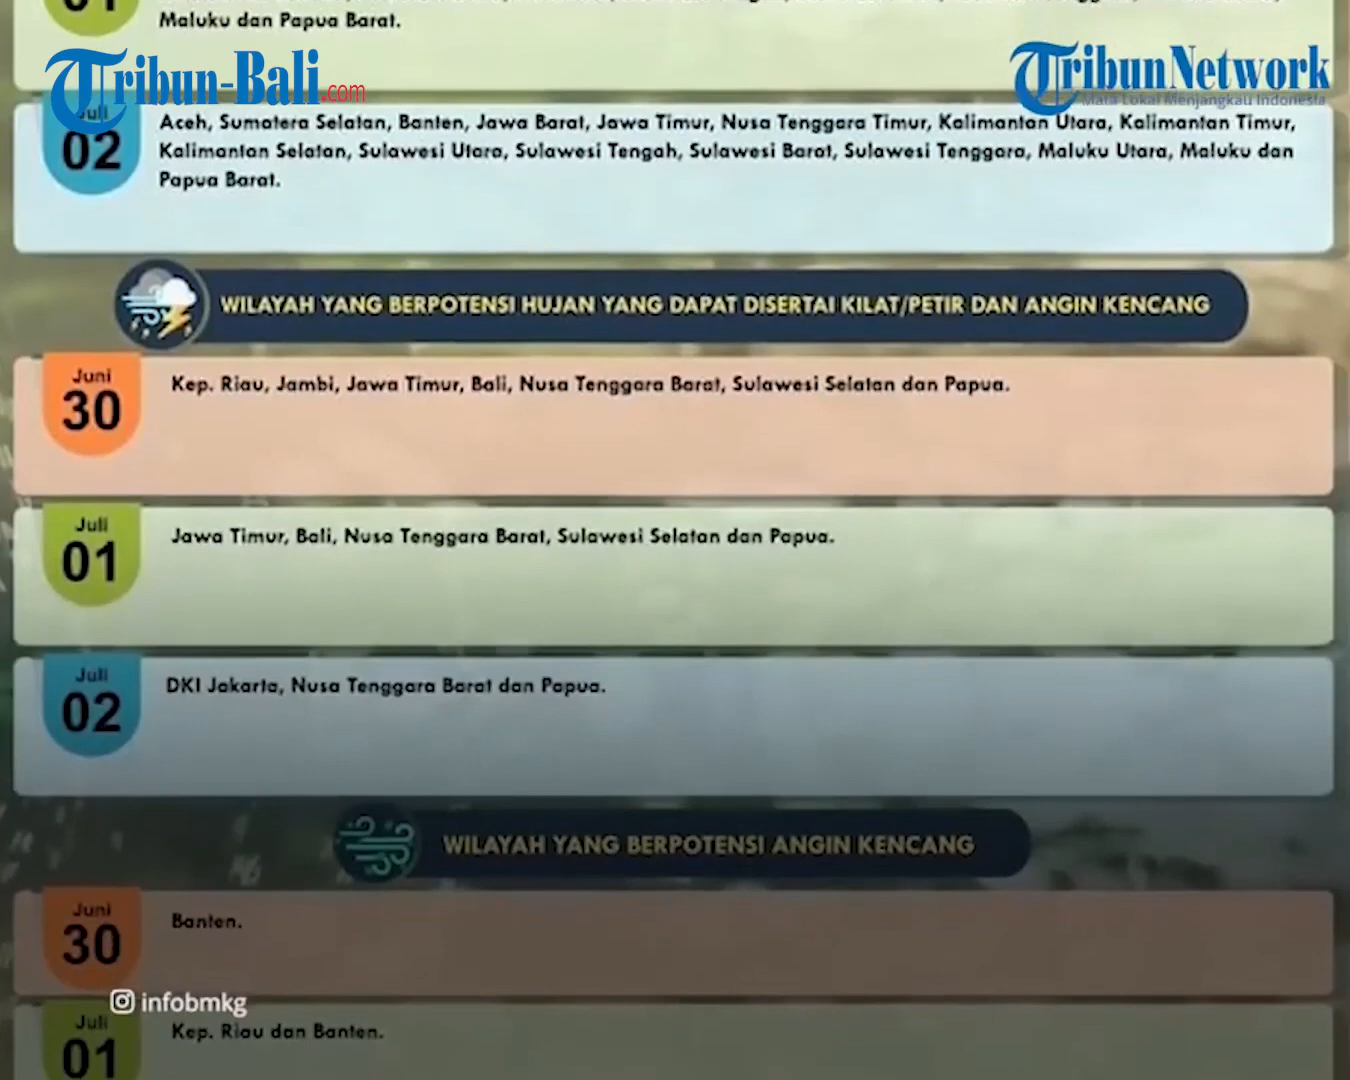 Maluku dan Papua Barat.
Tribun-Bali.com
TribunNetwork
Mata Lokal Menjangkau Indonesia
Juli
02
Aceh, Sumatera Selatan, Banten, Jawa Barat, Jawa Timur, Nusa Tenggara Timur, Kalimantan Utara, Kalimantan Timur,
Kalimantan Selatan, Sulawesi Utara, Sulawesi Tengah, Sulawesi Barat, Sulawesi Tenggara, Maluku Utara, Maluku dan
Papua Barat.
WILAYAH YANG BERPOTENSI HUJAN YANG DAPAT DISERTAI KILAT/PETIR DAN ANGIN KENCANG
Juni
30
Kep. Riau, Jambi, Jawa Timur, Bali, Nusa Tenggara Barat, Sulawesi Selatan dan Papua.
Juli
01
Jawa Timur, Bali, Nusa Tenggara Barat, Sulawesi Selatan dan Papua.
Juli
02
DKI Jakarta, Nusa Tenggara Barat dan Papua.
WILAYAH YANG BERPOTENSI ANGIN KENCANG
Juni
30
Banten.
infobmkg
Juli
01
Kep. Riau dan Banten.